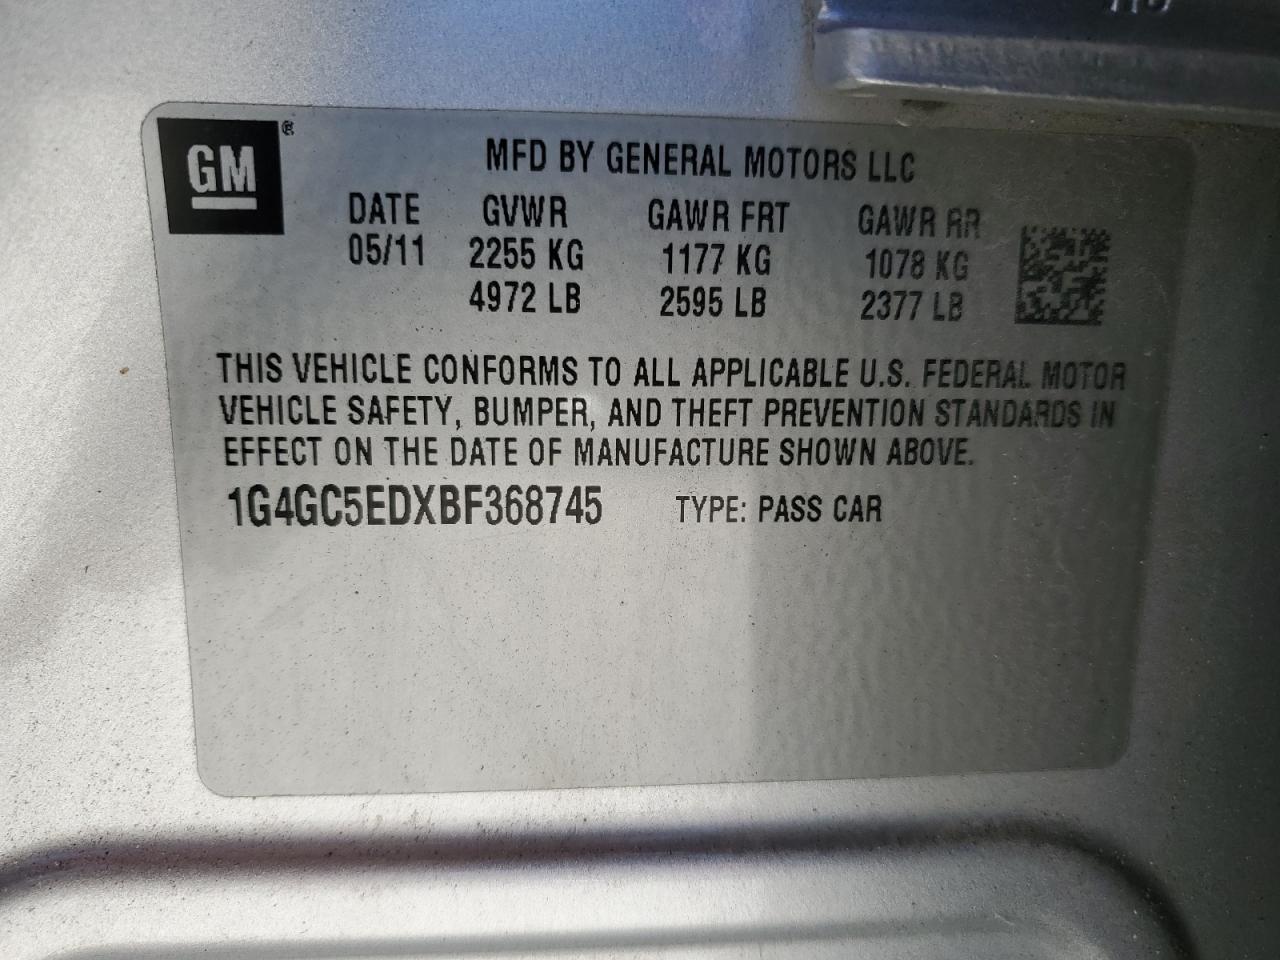 GM ®
MFD BY GENERAL MOTORS LLC
DATE GVWR GAWR FRT GAWR RR
05/11 2255 KG 1177 KG 1078 KG
4972 LB 2595 LB 2377 LB
THIS VEHICLE CONFORMS TO ALL APPLICABLE U.S. FEDERAL MOTOR
VEHICLE SAFETY, BUMPER, AND THEFT PREVENTION STANDARDS IN
EFFECT ON THE DATE OF MANUFACTURE SHOWN ABOVE.
1G4GC5EDXBF368745 TYPE: PASS CAR